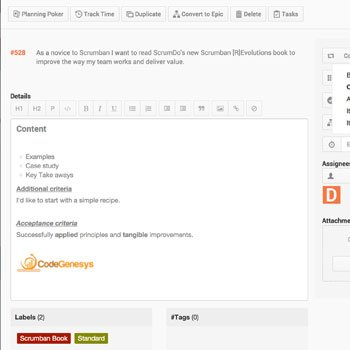 Planning Poker
Track Time
Duplicate
Convert to Epic
Delete
Tasks
#528
As a novice to Scrumban I want to read ScrumDo's new Scrumban [R]Evolutions book to
improve the way my team works and deliver value.
Details
H1 H2 P </> B I U
Content
Examples
Case study
Key Take aways
Additional criteria
I'd like to start with a simple recipe.
Acceptance criteria
Successfully applied principles and tangible improvements.
CodeGenesys
Labels (2)
Scrumban Book
Standard
#Tags (0)
Assignee
D
Attachme